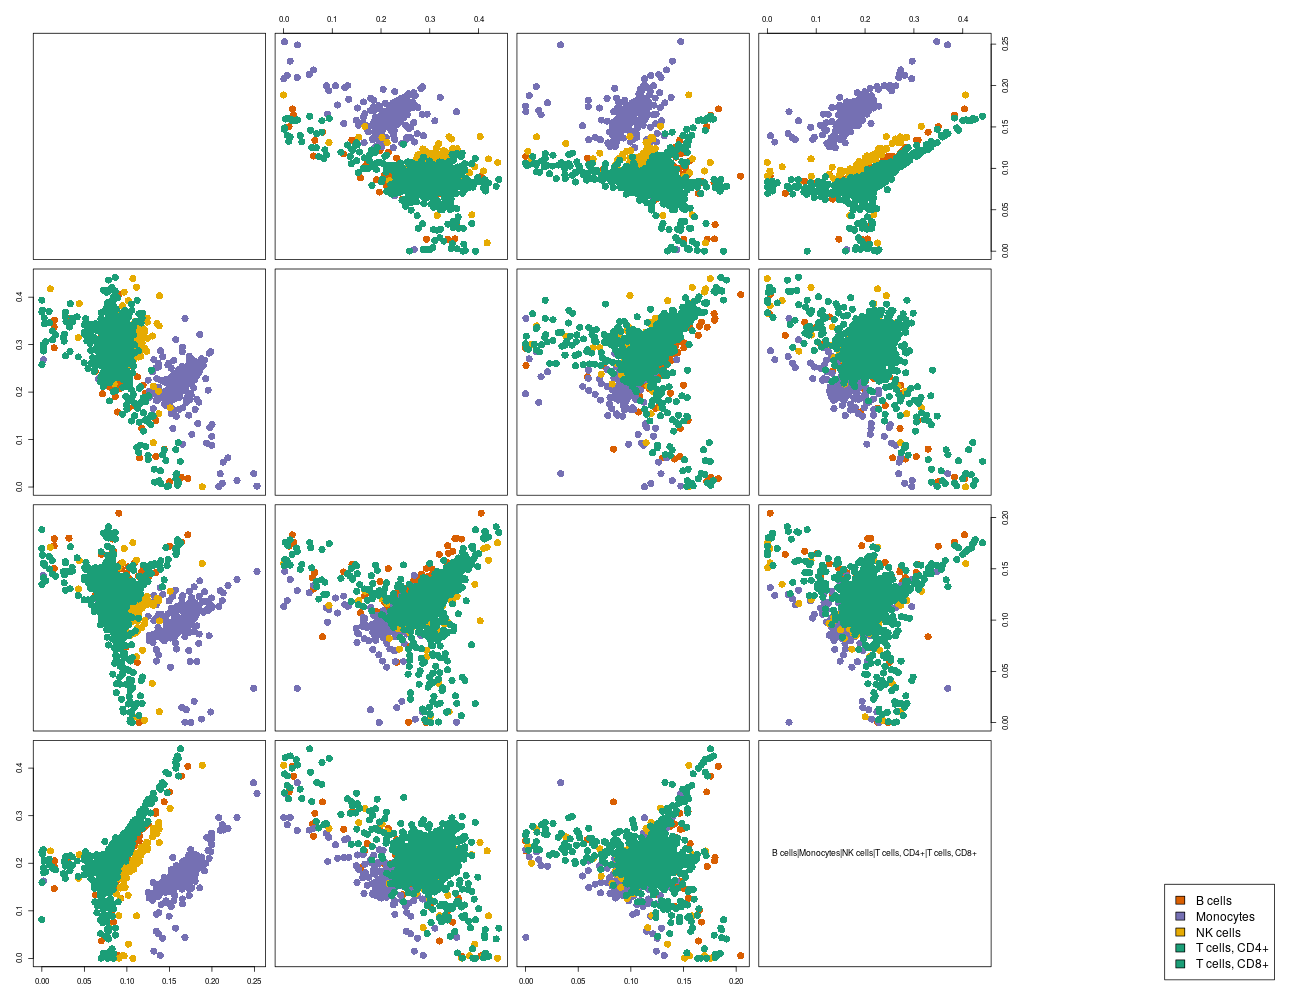 0.0 0.1 0.2 0.3 0.4 0.0 0.1 0.2 0.3 0.4
0.00 0.05 0.10 0.15 0.20 0.25
0.0 0.1 0.2 0.3 0.4
0.00 0.05 0.10 0.15 0.20
0.0 0.1 0.2 0.3 0.4
B cells|Monocytes|NK cells|T cells, CD4+|T cells, CD8+
0.00 0.05 0.10 0.15 0.20 0.25 0.00 0.05 0.10 0.15 0.20
B cells
Monocytes
NK cells
T cells, CD4+
T cells, CD8+